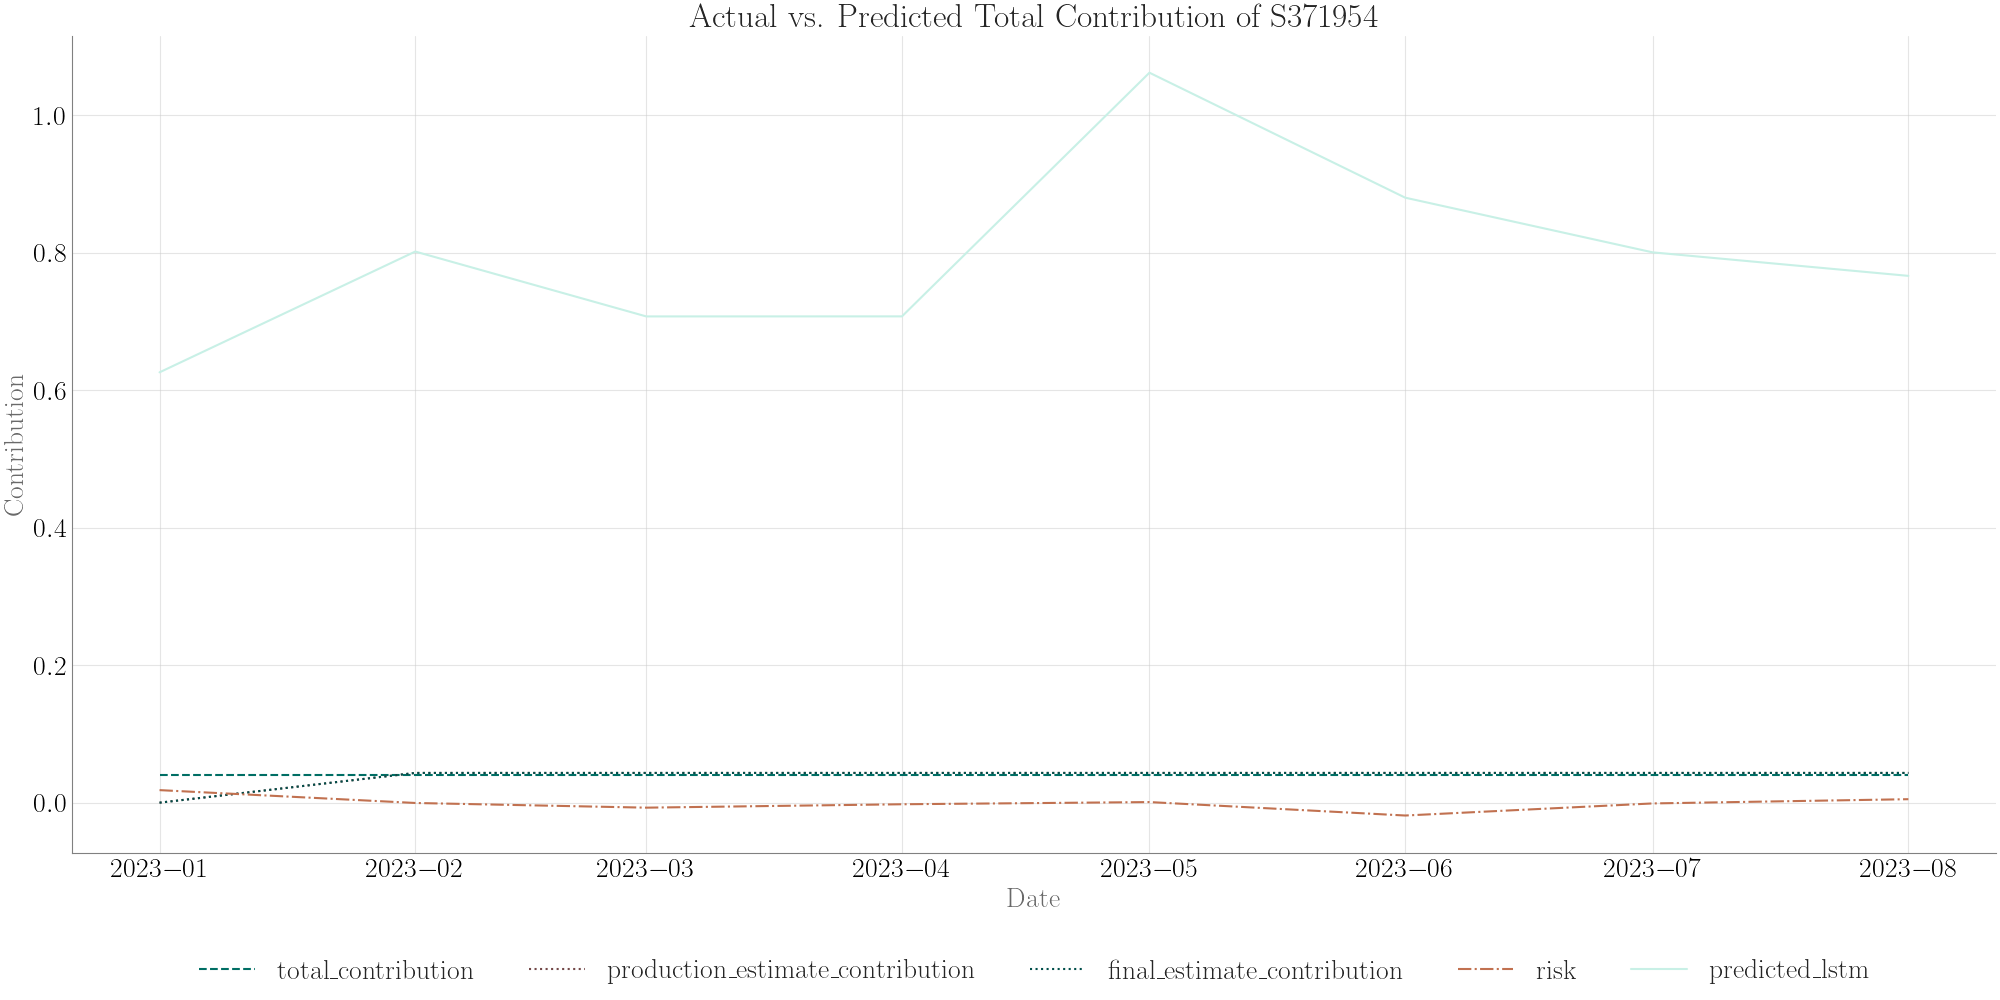 Actual vs. Predicted Total Contribution of S371954
1.0
0.8
0.6
0.4
0.2
0.0
Contribution
2023−01 2023−02 2023−03 2023−04 2023−05 2023−06 2023−07 2023−08
Date
total_contribution production_estimate_contribution final_estimate_contribution risk predicted_lstm